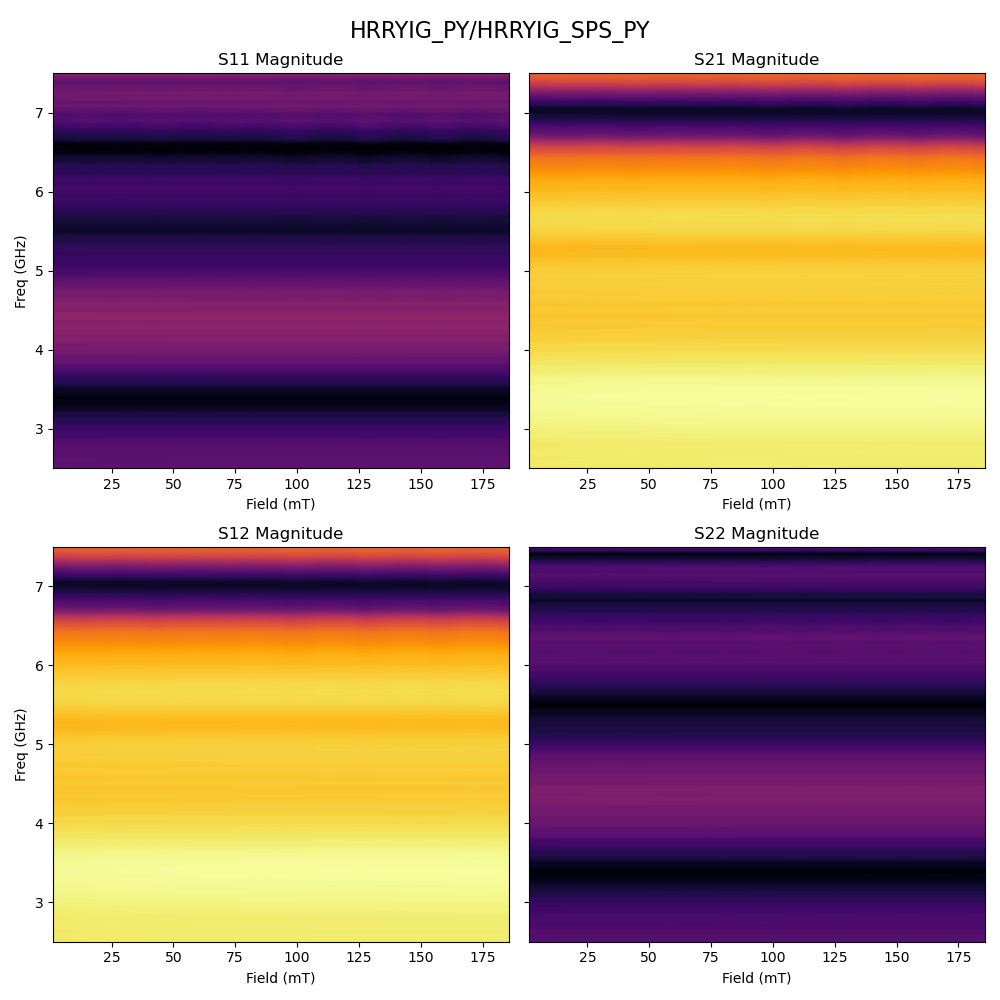 HRRYIG_PY/HRRYIG_SPS_PY
S11 Magnitude
S21 Magnitude
Freq (GHz)
7
6
5
4
3
25 50 75 100 125 150 175
25 50 75 100 125 150 175
Field (mT)
Field (mT)
S12 Magnitude
S22 Magnitude
Freq (GHz)
7
6
5
4
3
25 50 75 100 125 150 175
25 50 75 100 125 150 175
Field (mT)
Field (mT)